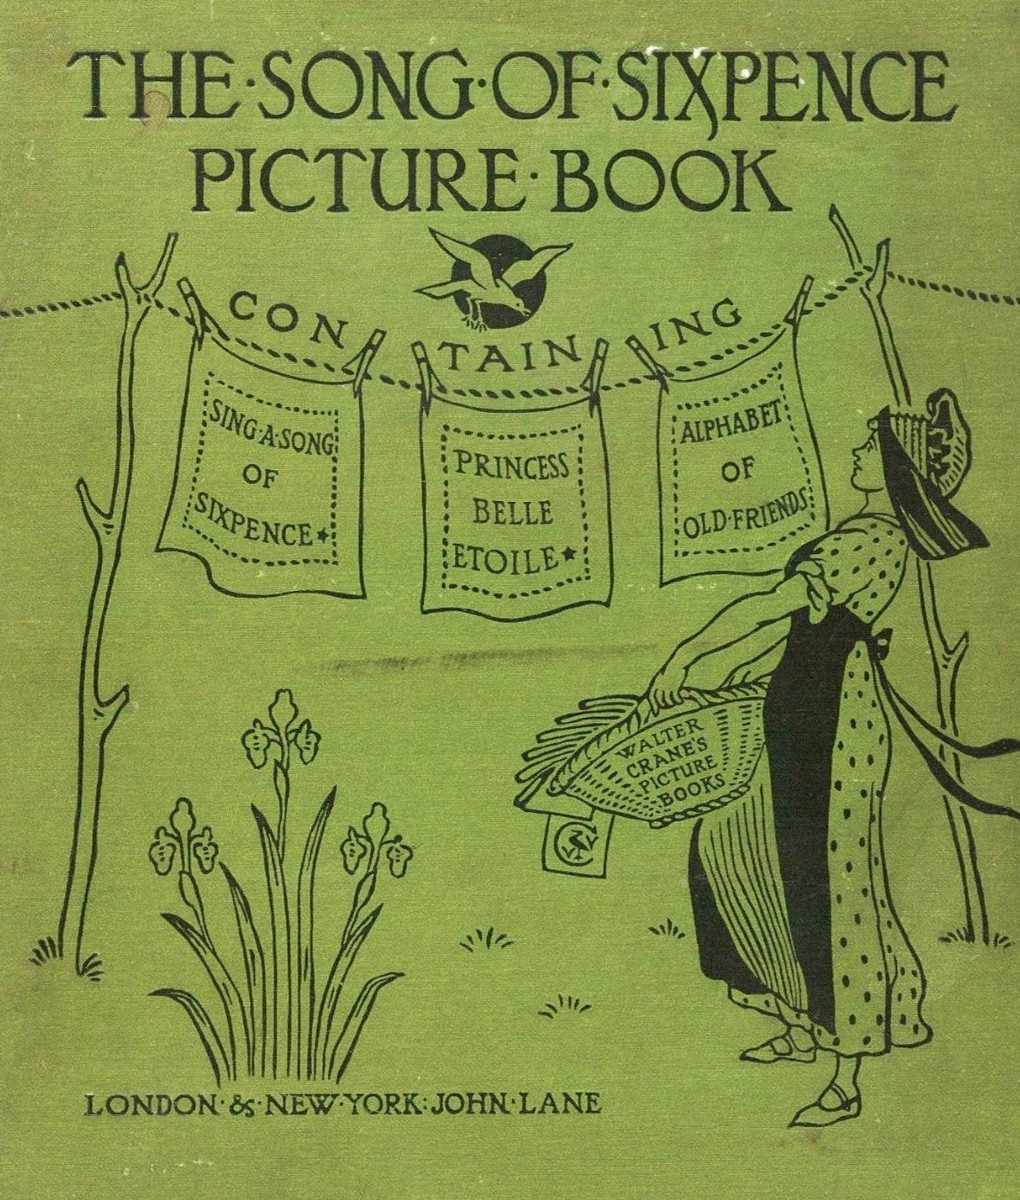 THE·SONG·OF·SIXPENCE
PICTURE·BOOK
CON
TAIN
ING
SING·A·SONG
OF
SIXPENCE★
PRINCESS
BELLE
ETOILE★
ALPHABET
OF
OLD·FRIENDS
WALTER
CRANE'S
PICTURE
BOOKS
LONDON·&·NEW·YORK:JOHN·LANE